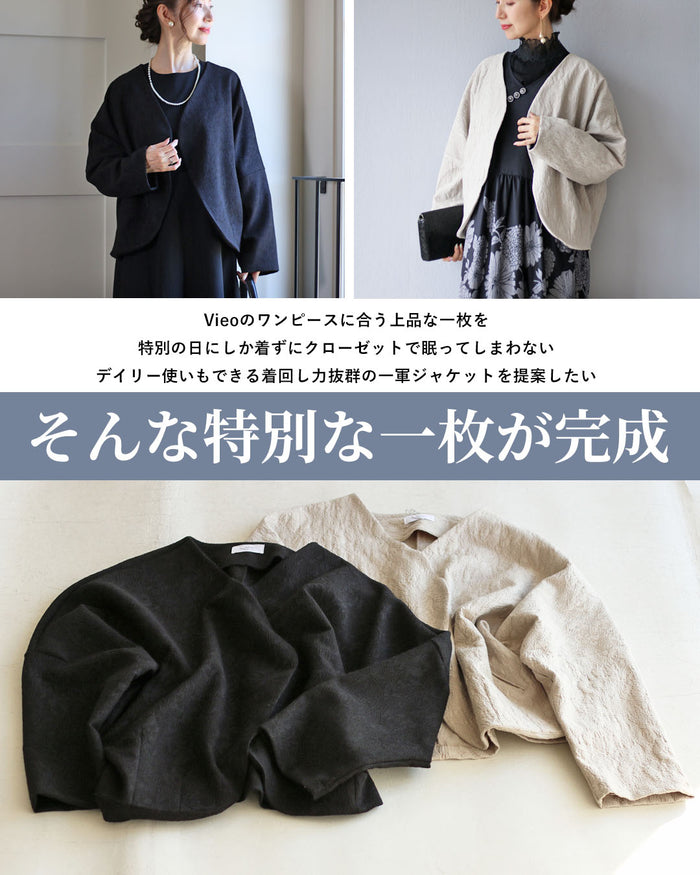 Vieoのワンピースに合う上品な一枚を
特別の日にしか着ずにクローゼットで眠ってしまわない
デイリー使いもできる着回し力抜群の一軍ジャケットを提案したい
そんな特別な一枚が完成